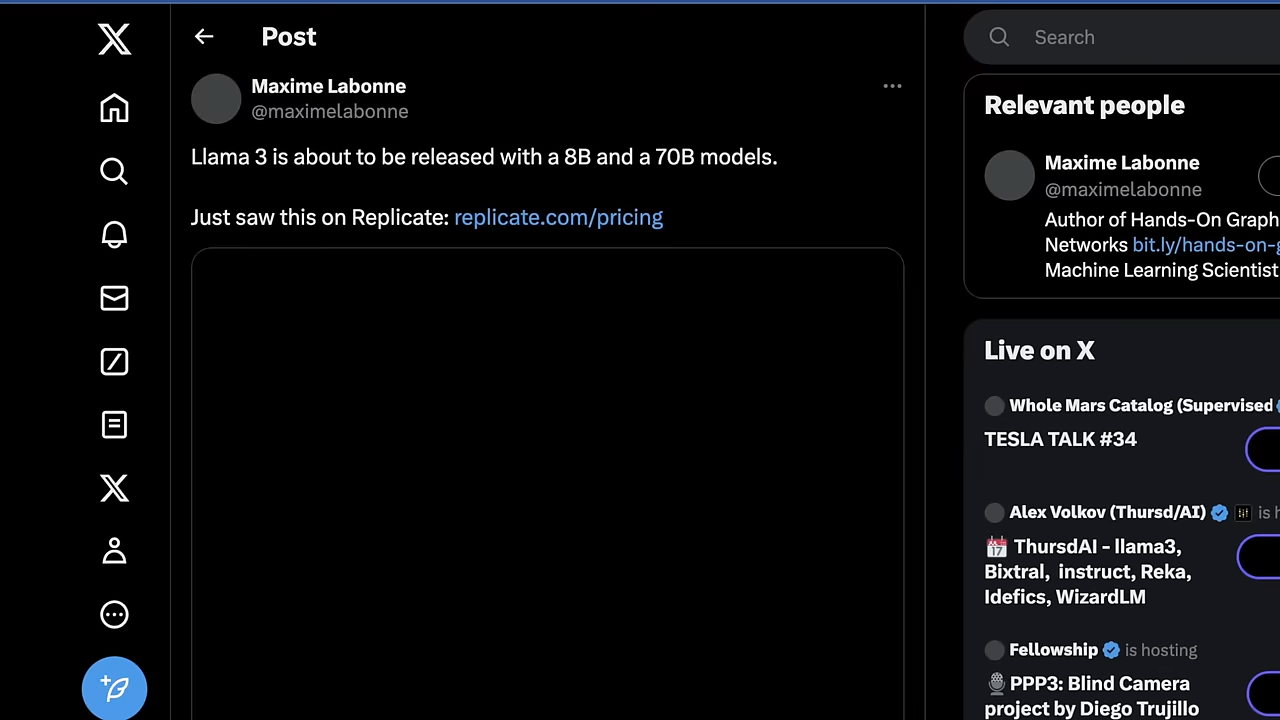 Post
Maxime Labonne
@maximelabonne
Llama 3 is about to be released with a 8B and a 70B models.
Just saw this on Replicate: replicate.com/pricing
Search
Relevant people
Maxime Labonne
@maximelabonne
Author of Hands-On Graph
Networks bit.ly/hands-on-g
Machine Learning Scientist
Live on X
Whole Mars Catalog (Supervised
TESLA TALK #34
Alex Volkov (Thursd/AI) is h
17 ThursdAI - llama3,
Bixtral, instruct, Reka,
Idefics, WizardLM
Fellowship is hosting
PPP3: Blind Camera
project by Diego Trujillo